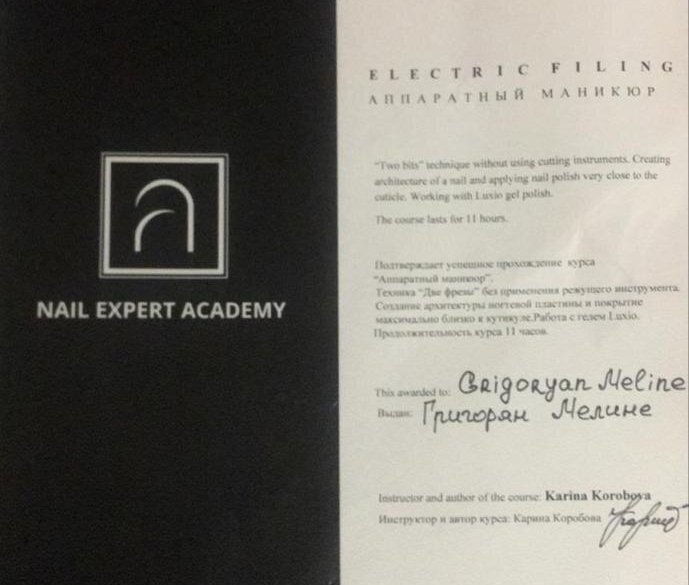 NAIL EXPERT ACADEMY
ELECTRIC FILING
АППАРАТНЫЙ МАНИКЮР
"Two bits" technique without using cutting instruments. Creating
architecture of a nail and applying nail polish very close to the
cuticle. Working with Luxio gel polish.
The course lasts for 11 hours.
Подтверждает успешное прохождение курса
"Аппаратный маникюр".
Техника "Две фрезы" без применения режущего инструмента.
Создание архитектуры ногтевой пластины и покрытие
максимально близко к кутикуле.Работа с гелем Luxio.
Продолжительность курса 11 часов.
This awarded to: Grigoryan Meline
Выдан: Григорян Мелине
Instructor and author of the course: Karina Korobova
Инструктор и автор курса: Карина Коробова